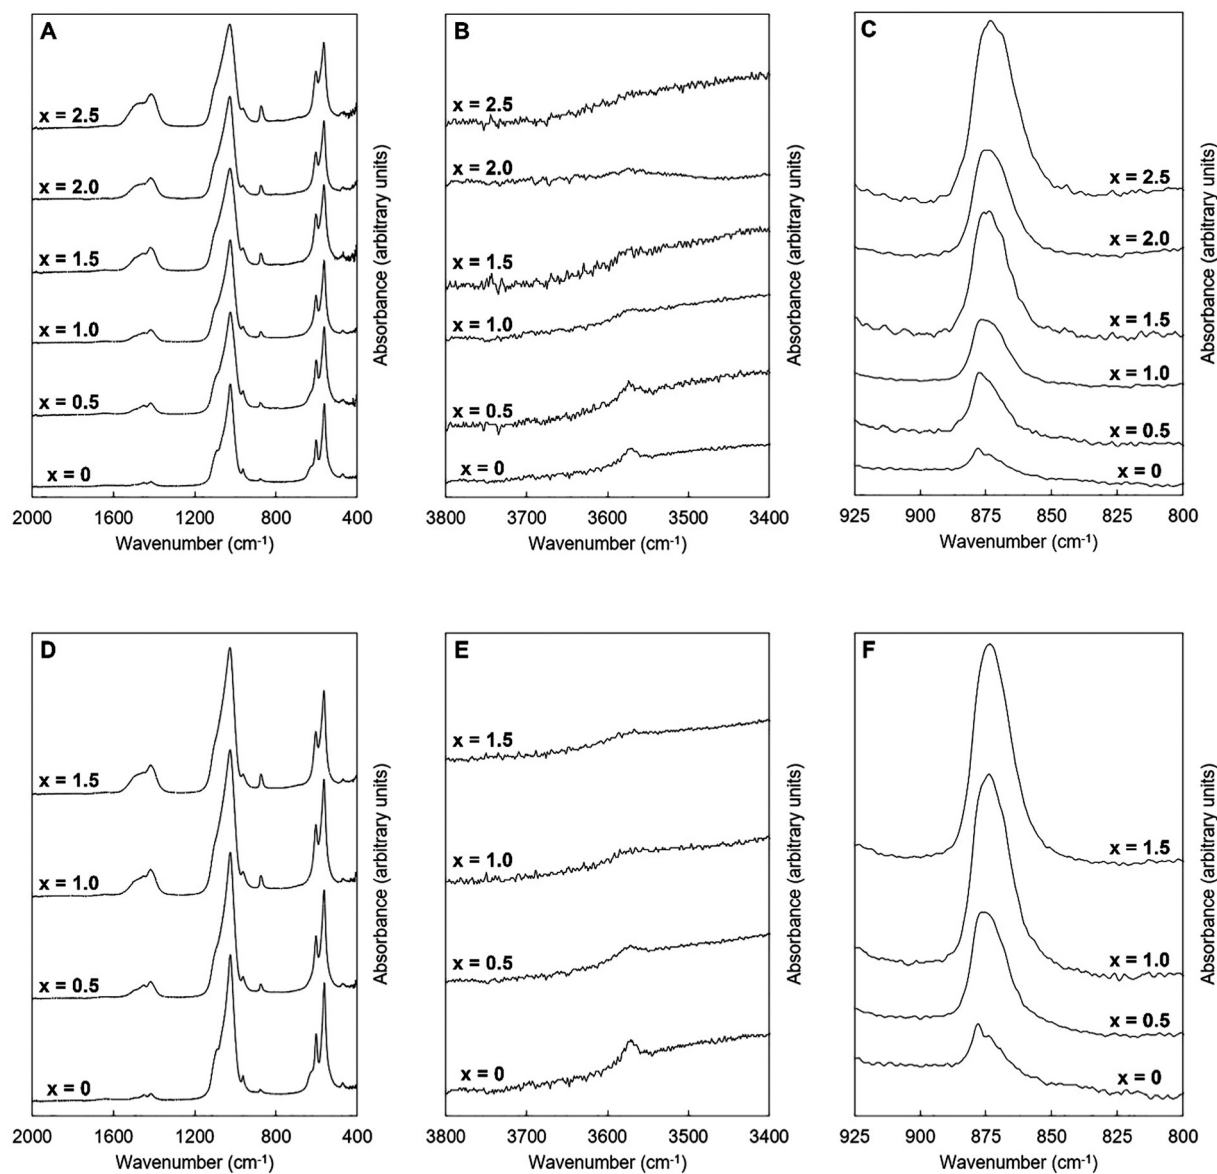 A
x = 2.5
x = 2.0
x = 1.5
x = 1.0
x = 0.5
x = 0
2000 1600 1200 800 400
Wavenumber (cm⁻¹)
Absorbance (arbitrary units)
B
x = 2.5
x = 2.0
x = 1.5
x = 1.0
x = 0.5
x = 0
3800 3700 3600 3500 3400
Wavenumber (cm⁻¹)
Absorbance (arbitrary units)
C
x = 2.5
x = 2.0
x = 1.5
x = 1.0
x = 0.5
x = 0
925 900 875 850 825 800
Wavenumber (cm⁻¹)
Absorbance (arbitrary units)
D
x = 1.5
x = 1.0
x = 0.5
x = 0
2000 1600 1200 800 400
Wavenumber (cm⁻¹)
Absorbance (arbitrary units)
E
x = 1.5
x = 1.0
x = 0.5
x = 0
3800 3700 3600 3500 3400
Wavenumber (cm⁻¹)
Absorbance (arbitrary units)
F
x = 1.5
x = 1.0
x = 0.5
x = 0
925 900 875 850 825 800
Wavenumber (cm⁻¹)
Absorbance (arbitrary units)